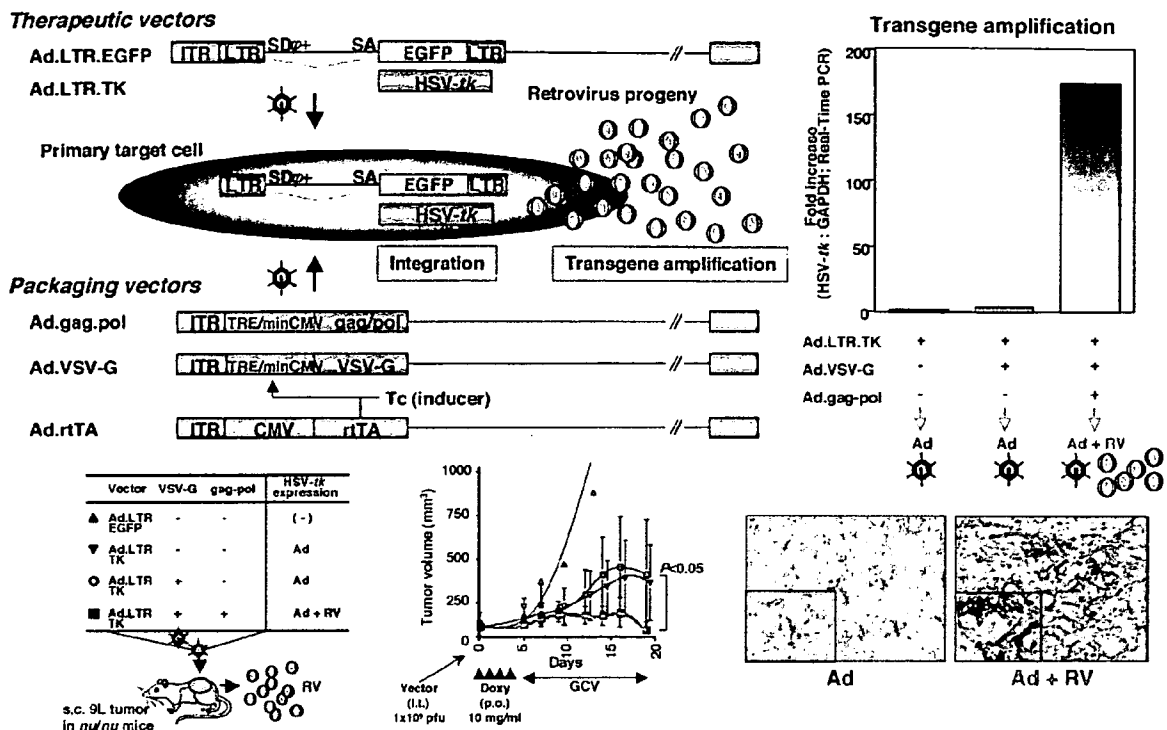 Therapeutic vectors
Ad.LTR.EGFP
ITR LTR SDφ+ SA EGFP LTR //
Ad.LTR.TK
HSV-tk
Retrovirus progeny
Primary target cell
LTR SDφ+ SA EGFP LTR
HSV-tk
Integration
Transgene amplification
Packaging vectors
Ad.gag.pol
ITR TRE/minCMV gag/pol //
Ad.VSV-G
ITR TRE/minCMV VSV-G //
Tc (inducer)
Ad.rtTA
ITR CMV rtTA //
Transgene amplification
Fold increase
(HSV-tk : GAPDH; Real-Time PCR)
200
150
100
50
0
Ad.LTR.TK + + +
Ad.VSV-G - + +
Ad.gag-pol - - +
Ad Ad Ad + RV
Vector VSV-G gag-pol HSV-tk
expression
Ad.LTR - - (-)
EGFP
Ad.LTR - - Ad
TK
Ad.LTR + - Ad
TK
Ad.LTR + + Ad + RV
TK
RV
s.c. 9L tumor
in nu/nu mice
Tumor volume (mm³)
1000
750
500
250
0
0 5 10 15 20
Days
P<0.05
Vector
(i.t.)
Doxy
(p.o.)
10 mg/ml
GCV
Ad
Ad + RV